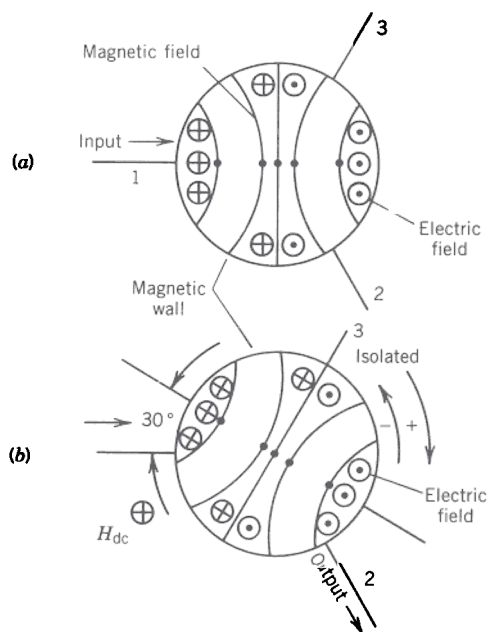 3
Magnetic field
Input
(a)
1
Electric
field
Magnetic
wall
2
3
Isolated
30°
- +
(b)
Electric
field
H_dc
Output
2